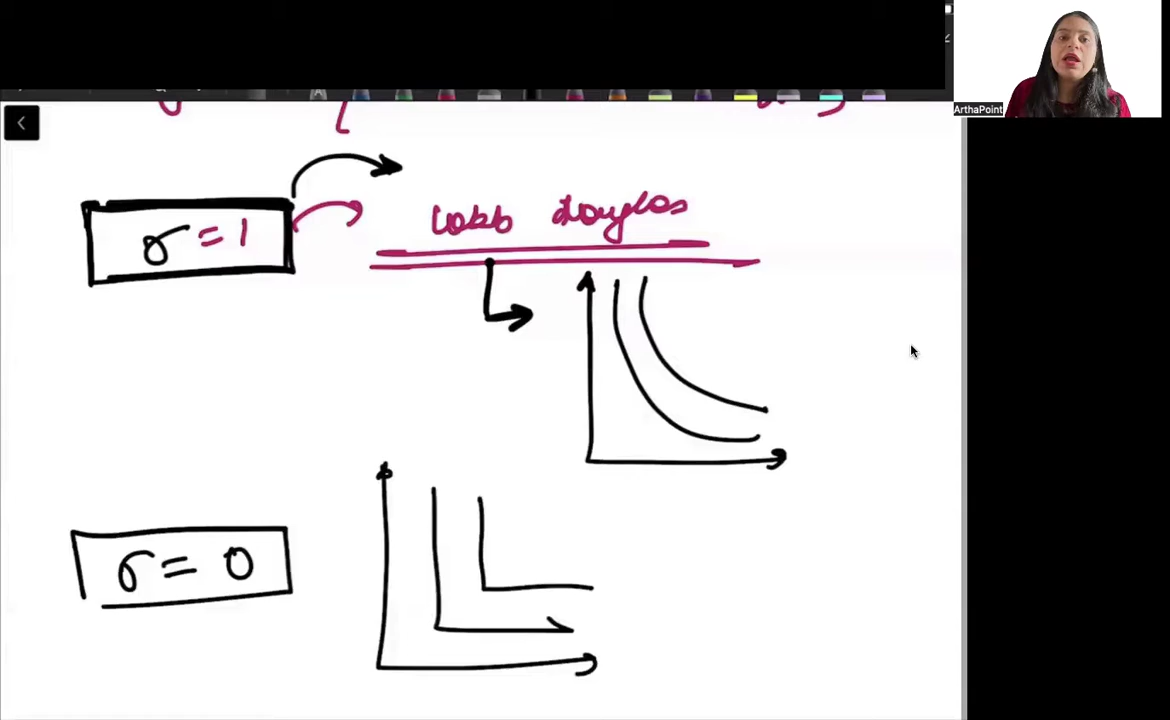 ArthaPoint
σ = 1
Cobb Douglas
σ = 0